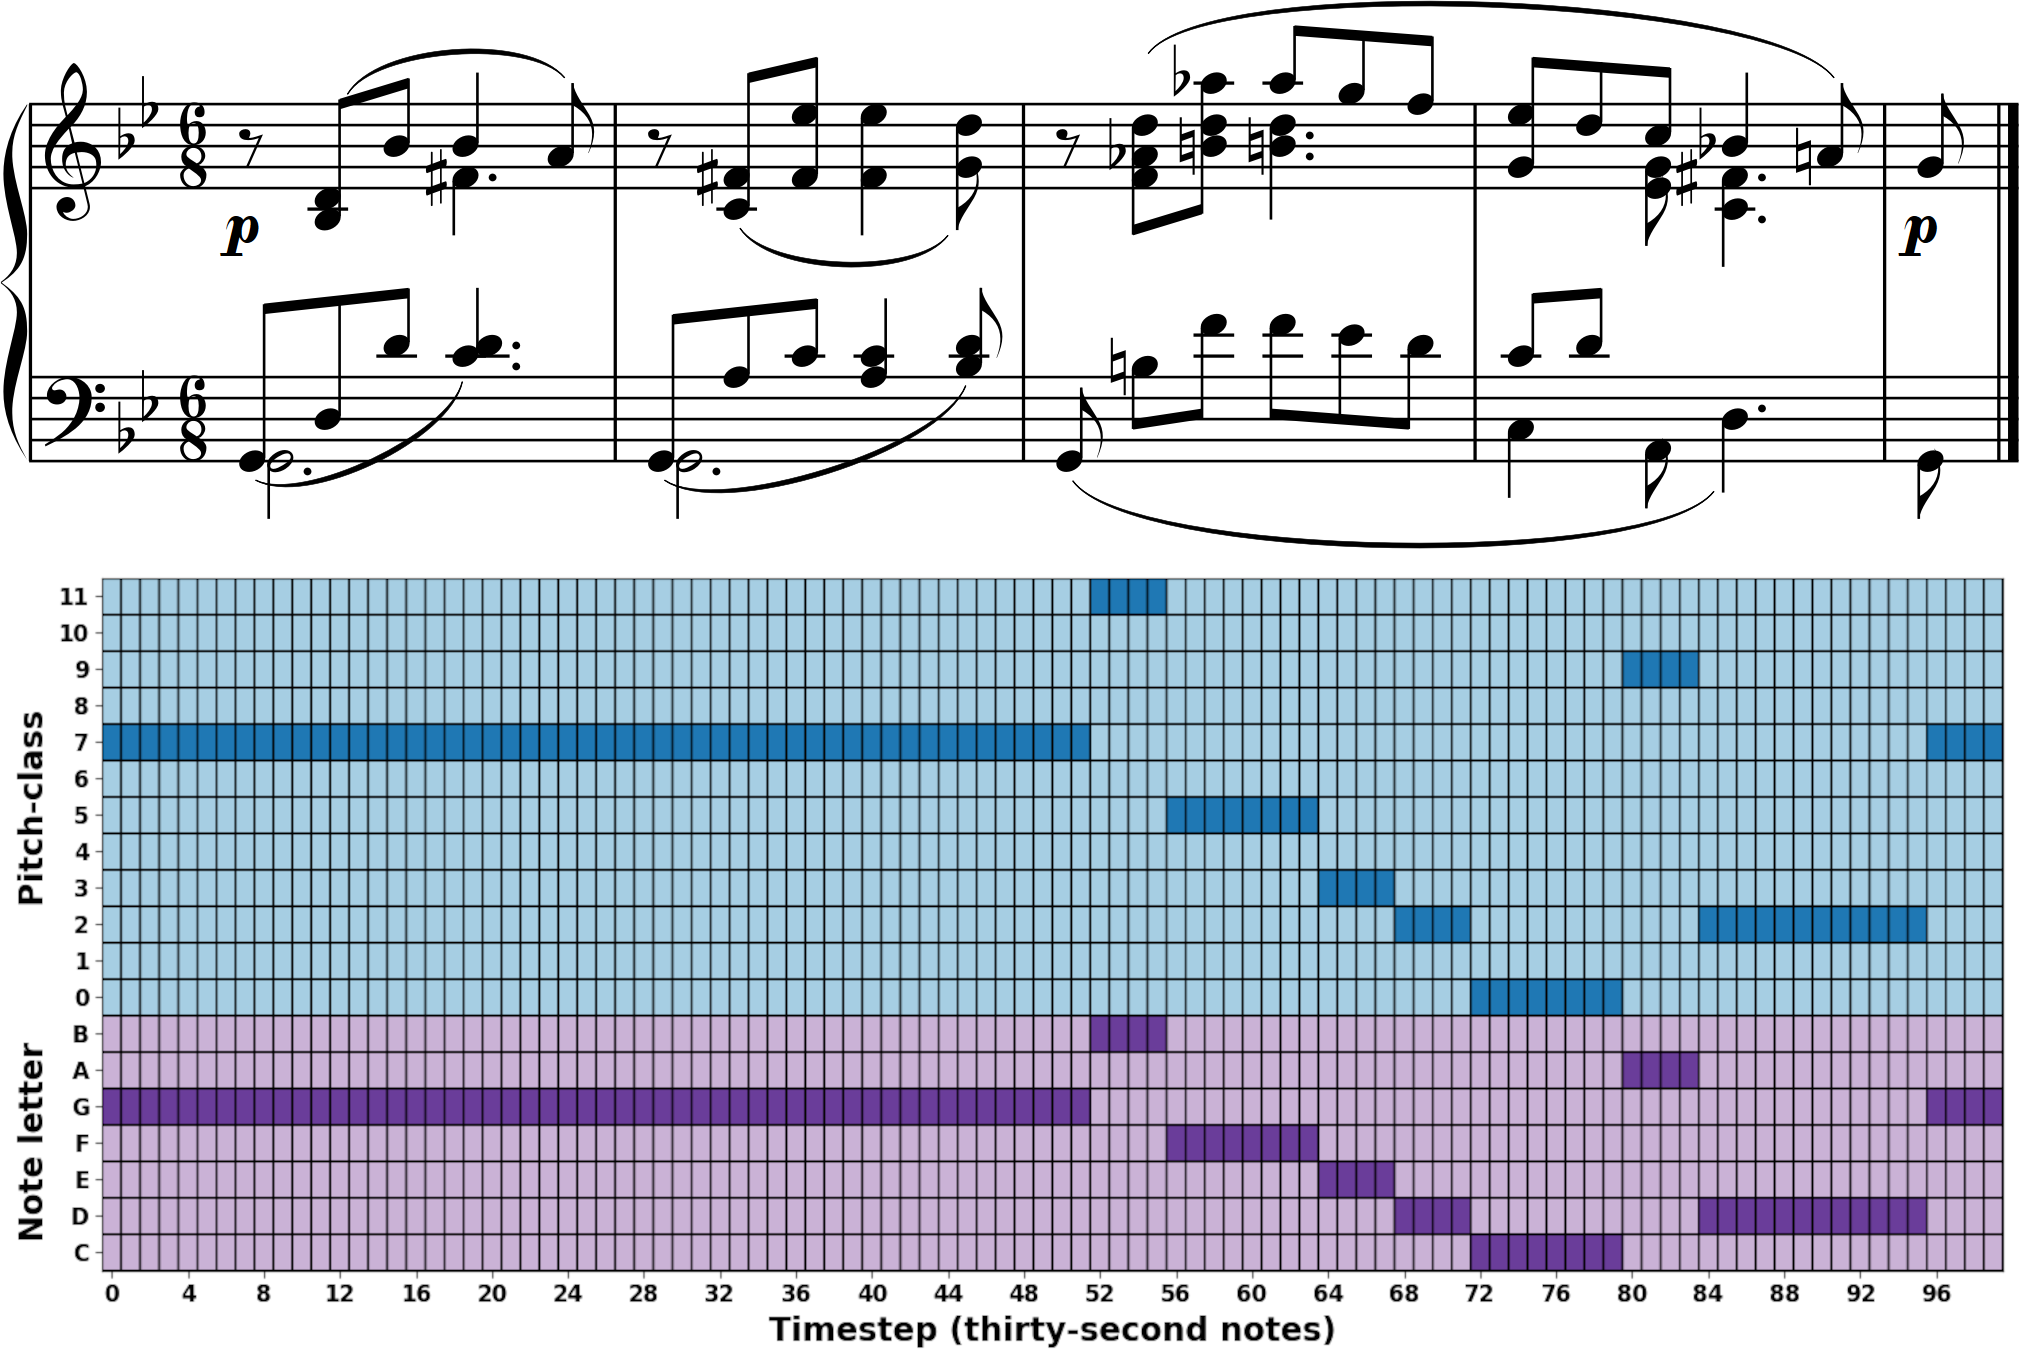 6
8
p
p
6
8
11
10
9
8
7
6
5
4
3
2
1
0
Pitch-class
B
A
G
F
E
D
C
Note letter
0 4 8 12 16 20 24 28 32 36 40 44 48 52 56 60 64 68 72 76 80 84 88 92 96
Timestep (thirty-second notes)